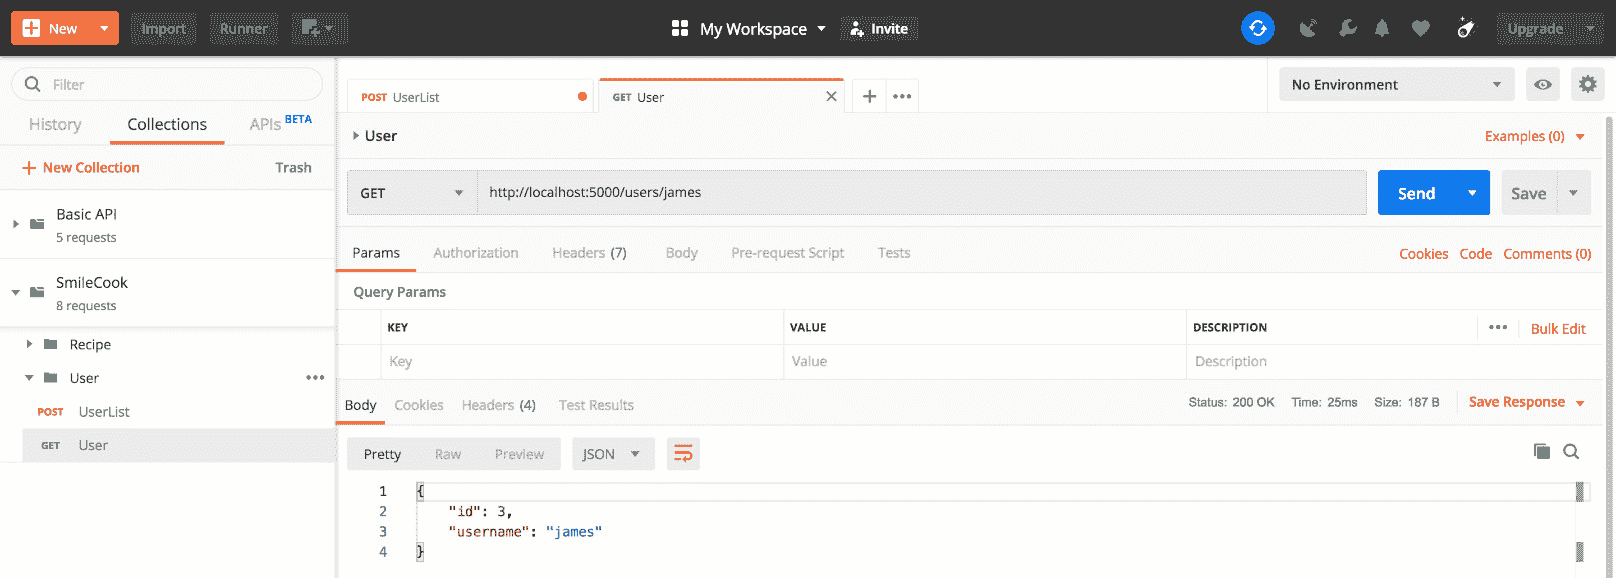 New Import Runner My Workspace Invite Upgrade
Filter
History Collections APIs BETA
New Collection Trash
Basic API
5 requests
SmileCook
8 requests
Recipe
User
POST UserList
GET User
POST UserList GET User No Environment
User Examples (0)
GET http://localhost:5000/users/james Send Save
Params Authorization Headers (7) Body Pre-request Script Tests Cookies Code Comments (0)
Query Params
KEY VALUE DESCRIPTION Bulk Edit
Key Value Description
Body Cookies Headers (4) Test Results Status: 200 OK Time: 25ms Size: 187 B Save Response
Pretty Raw Preview JSON
1 {
2 "id": 3,
3 "username": "james"
4 }